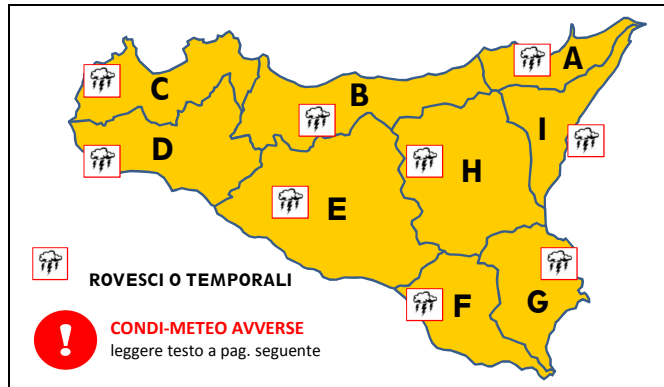 A
B
C
I
D
H
E
ROVESCI O TEMPORALI
F
G
CONDI-METEO AVVERSE
leggere testo a pag. seguente
!